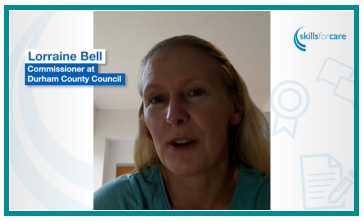 skillsforcare
Lorraine Bell
Commissioner at
Durham County Council